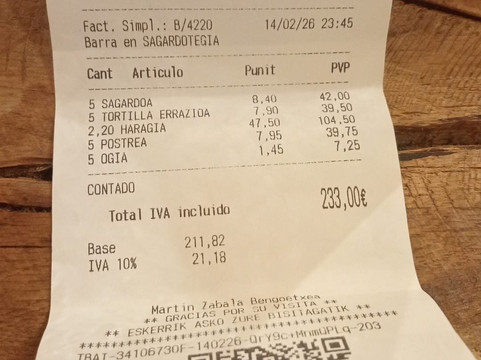 Fact. Simpl.: B/4220 14/02/26 23:45
Barra en SAGARDOTEGIA
Cant Articulo Punit PVP
5 SAGARDOA 8,40 42,00
5 TORTILLA ERRAZIOA 7,90 39,50
2,20 HARAGIA 47,50 104,50
5 POSTREA 7,95 39,75
5 OGIA 1,45 7,25
CONTADO
Total IVA incluido 233,00€
Base 211,82
IVA 10% 21,18
Martin Zabala Bengoetxea
** GRACIAS POR SU VISITA **
** ESKERRIK ASKO ZURE BISITAGATIK **